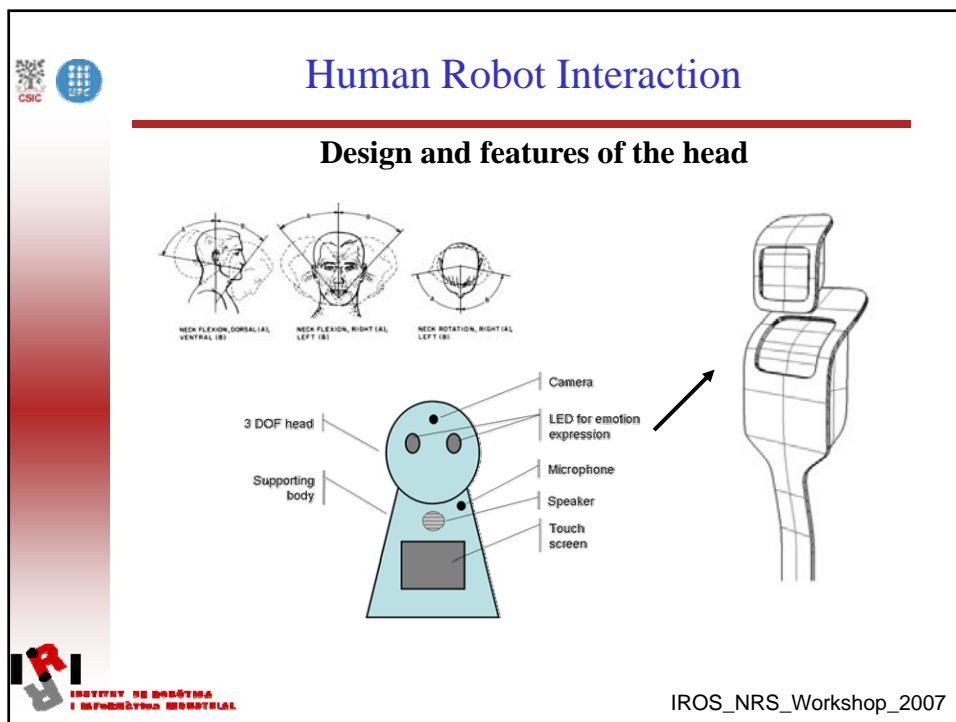 Human Robot Interaction
CSIC
UPC
Design and features of the head
A
B
A
B
A
B
NECK FLEXION, DORSAL (A),
VENTRAL (B)
NECK FLEXION, RIGHT (A),
LEFT (B)
NECK ROTATION, RIGHT (A),
LEFT (B)
3 DOF head
Supporting
body
Camera
LED for emotion
expression
Microphone
Speaker
Touch
screen
IRI
INSTITUT DE ROBÒTICA
I INFORMÀTICA INDUSTRIAL
IROS_NRS_Workshop_2007